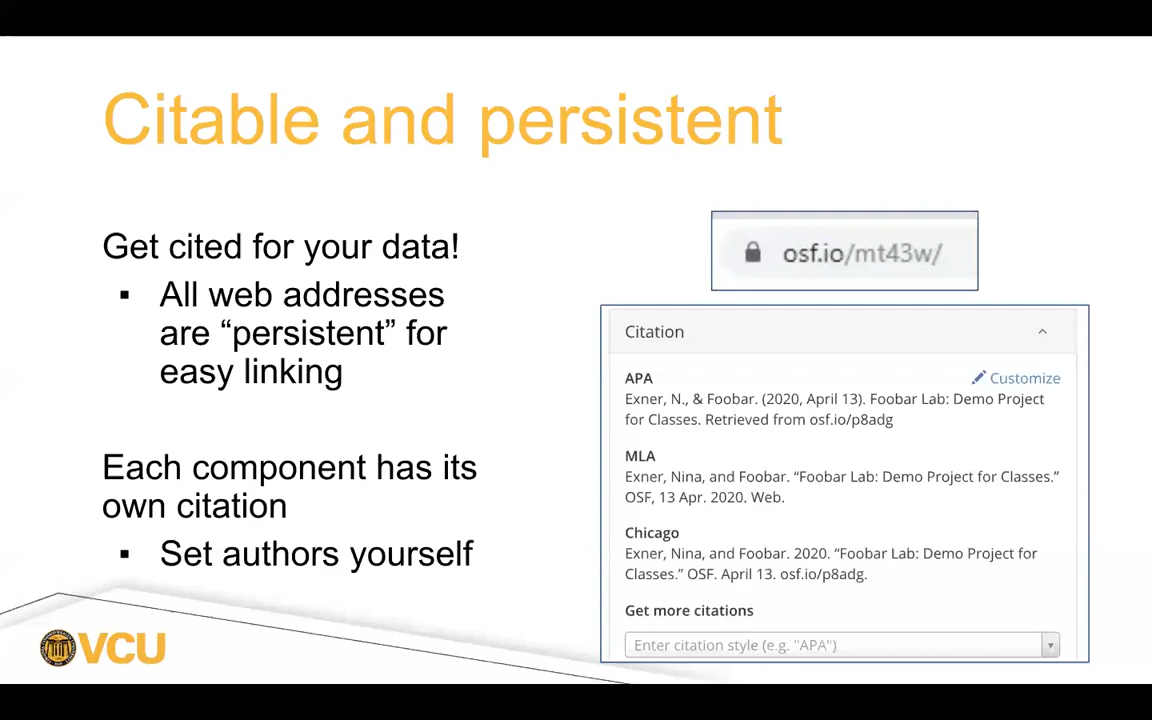 Citable and persistent
Get cited for your data!
▪ All web addresses
are “persistent” for
easy linking
Each component has its
own citation
▪ Set authors yourself
VCU
osf.io/mt43w/
Citation
APA
Customize
Exner, N., & Foobar. (2020, April 13). Foobar Lab: Demo Project
for Classes. Retrieved from osf.io/p8adg
MLA
Exner, Nina, and Foobar. “Foobar Lab: Demo Project for Classes.”
OSF, 13 Apr. 2020. Web.
Chicago
Exner, Nina, and Foobar. 2020. “Foobar Lab: Demo Project for
Classes.” OSF. April 13. osf.io/p8adg.
Get more citations
Enter citation style (e.g. "APA")